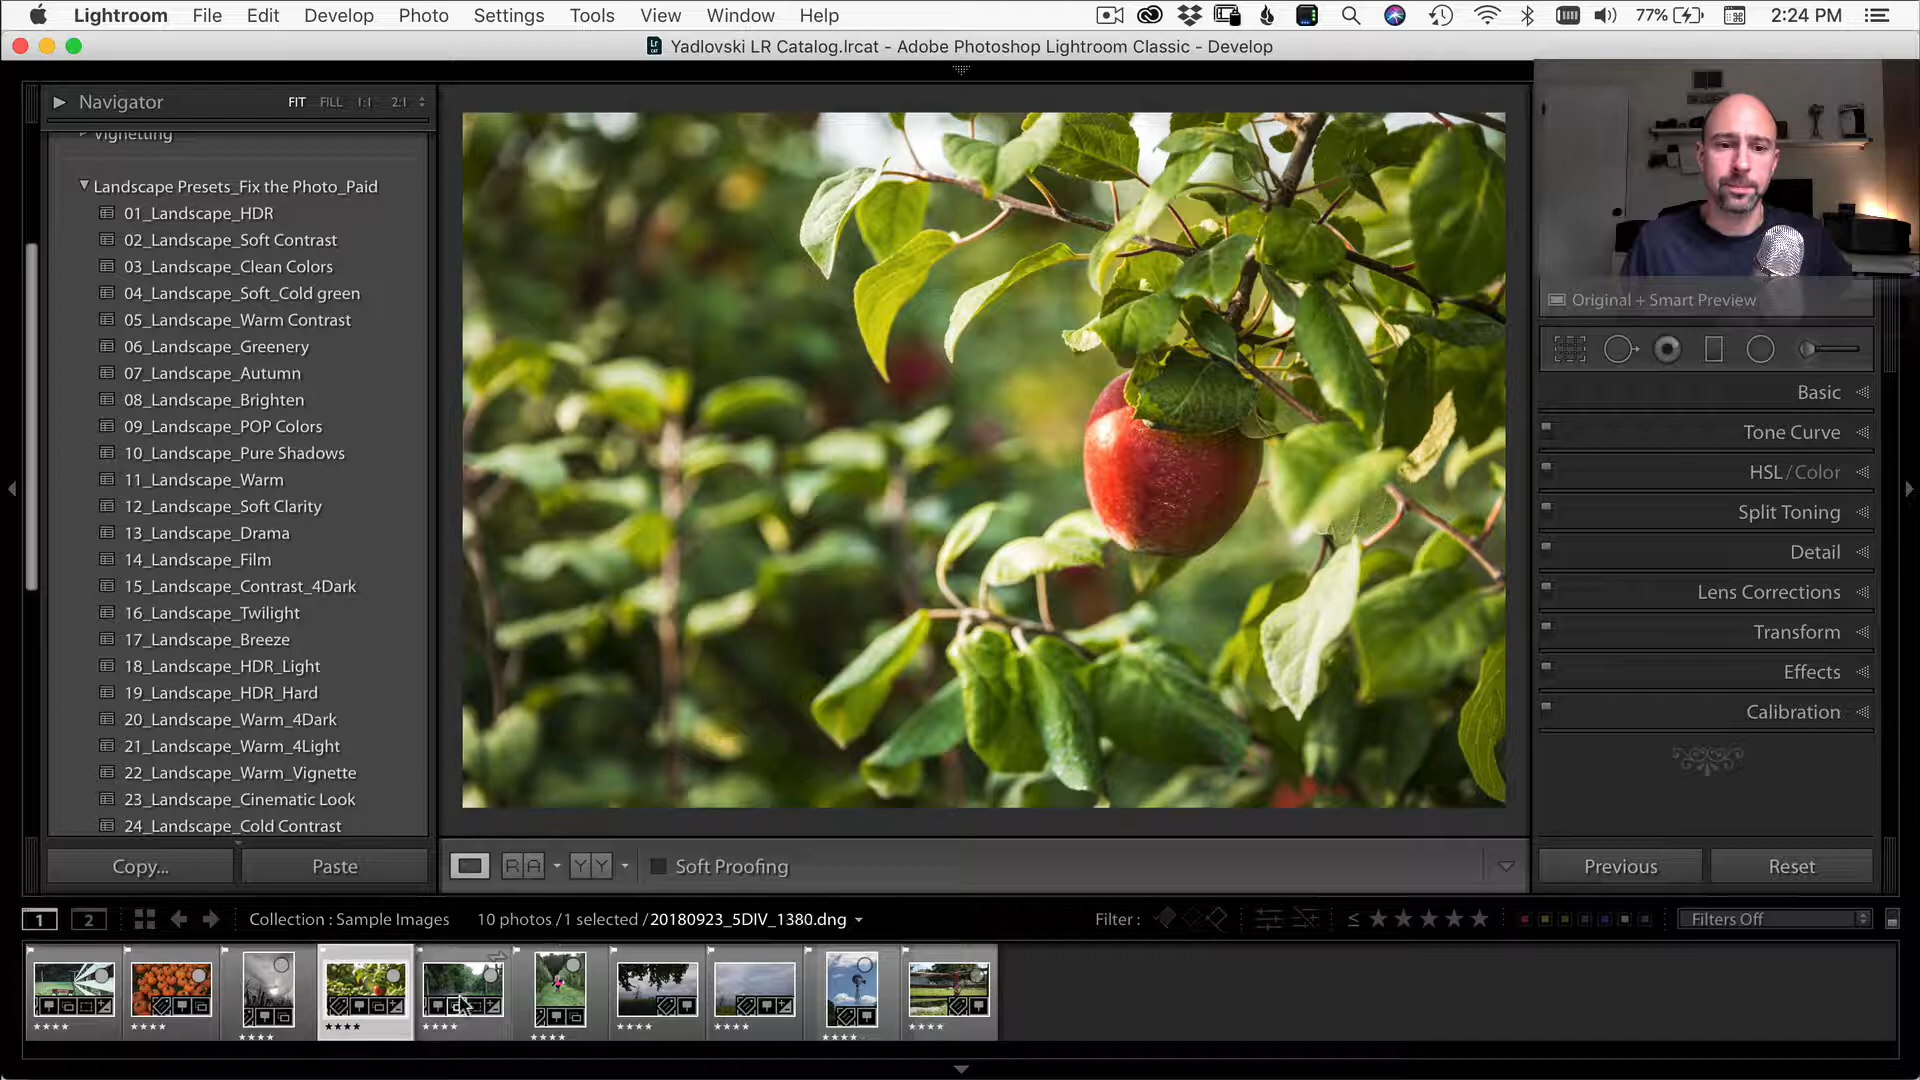 Lightroom File Edit Develop Photo Settings Tools View Window Help 77% 2:24 PM
Yadlovski LR Catalog.lrcat - Adobe Photoshop Lightroom Classic - Develop
Navigator FIT FILL 1:1 2:1
Vignetting
Landscape Presets_Fix the Photo_Paid
01_Landscape_HDR
02_Landscape_Soft Contrast
03_Landscape_Clean Colors
04_Landscape_Soft_Cold green
05_Landscape_Warm Contrast
06_Landscape_Greenery
07_Landscape_Autumn
08_Landscape_Brighten
09_Landscape_POP Colors
10_Landscape_Pure Shadows
11_Landscape_Warm
12_Landscape_Soft Clarity
13_Landscape_Drama
14_Landscape_Film
15_Landscape_Contrast_4Dark
16_Landscape_Twilight
17_Landscape_Breeze
18_Landscape_HDR_Light
19_Landscape_HDR_Hard
20_Landscape_Warm_4Dark
21_Landscape_Warm_4Light
22_Landscape_Warm_Vignette
23_Landscape_Cinematic Look
24_Landscape_Cold Contrast
Original + Smart Preview
Basic
Tone Curve
HSL / Color
Split Toning
Detail
Lens Corrections
Transform
Effects
Calibration
Copy... Paste R A Y Y Soft Proofing Previous Reset
1 2 Collection : Sample Images 10 photos / 1 selected / 20180923_5DIV_1380.dng Filter : ≤ ★★★★★ Filters Off